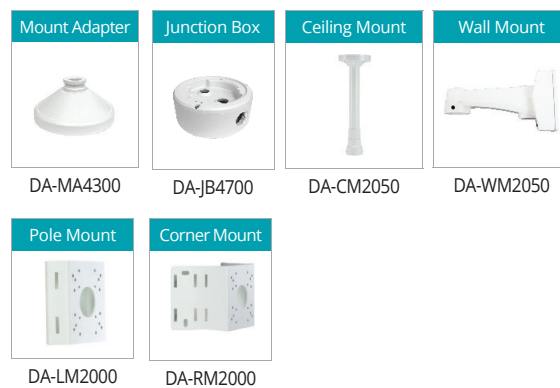 Mount Adapter
Junction Box
Ceiling Mount
Wall Mount
DA-MA4300
DA-JB4700
DA-CM2050
DA-WM2050
Pole Mount
Corner Mount
DA-LM2000
DA-RM2000